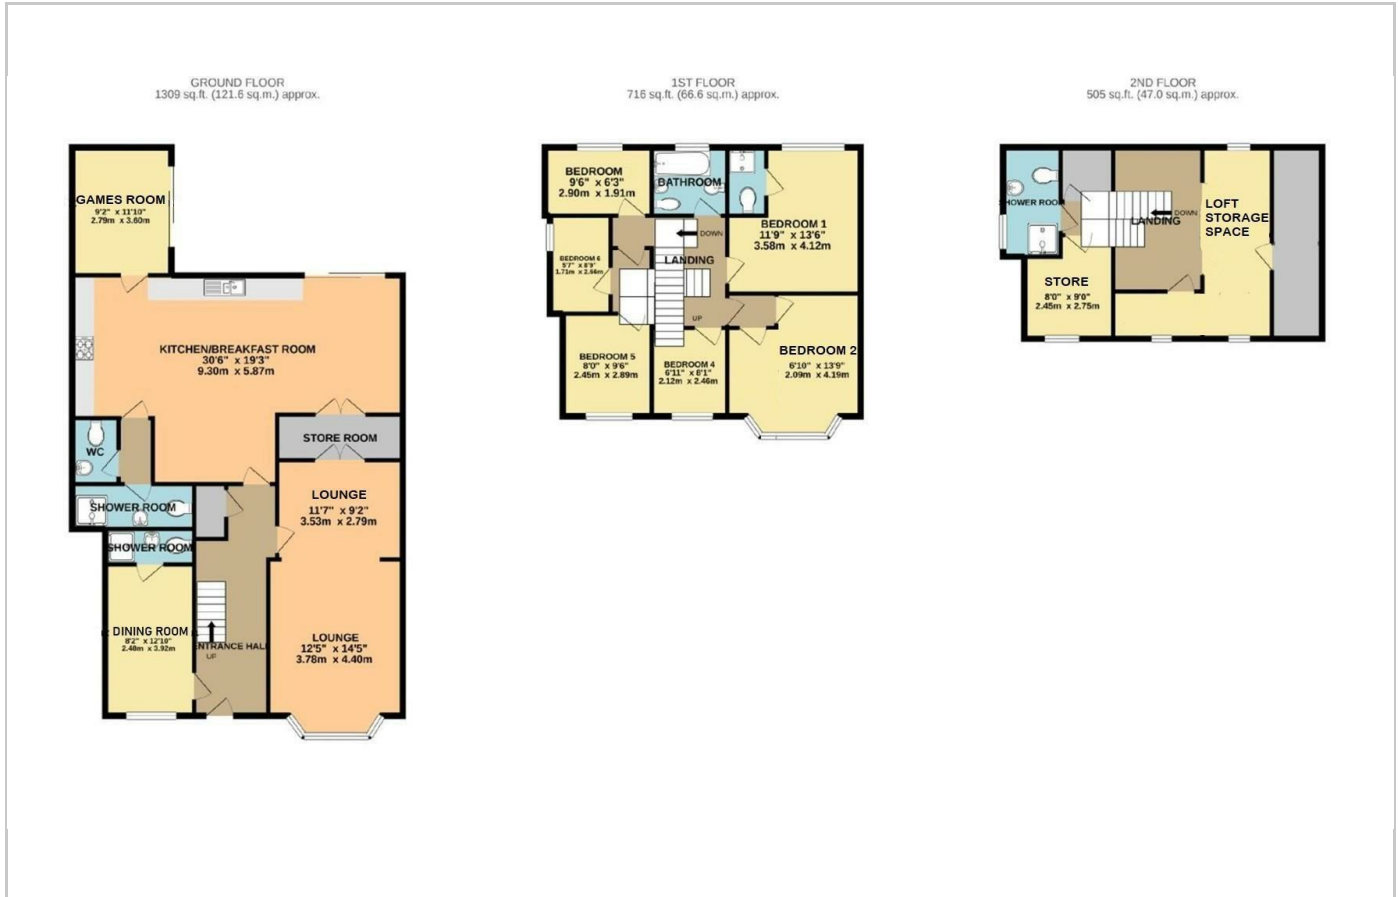 GROUND FLOOR
1309 sq.ft. (121.6 sq.m.) approx.
GAMES ROOM
9'2" x 11'10"
2.79m x 3.60m
KITCHEN/BREAKFAST ROOM
30'6" x 19'3"
9.30m x 5.87m
STORE ROOM
WC
SHOWER ROOM
LOUNGE
11'7" x 9'2"
3.53m x 2.79m
SHOWER ROOM
DINING ROOM
8'2" x 12'10"
2.48m x 3.92m
UP
ENTRANCE HALL
LOUNGE
12'5" x 14'5"
3.78m x 4.40m
1ST FLOOR
716 sq.ft. (66.6 sq.m.) approx.
BEDROOM
9'6" x 6'3"
2.90m x 1.91m
BATHROOM
BEDROOM 1
11'9" x 13'6"
3.58m x 4.12m
DOWN
LANDING
BEDROOM 6
5'7" x 8'9"
1.71m x 2.66m
UP
BEDROOM 5
8'0" x 9'6"
2.45m x 2.89m
BEDROOM 4
6'11" x 8'1"
2.12m x 2.46m
BEDROOM 2
6'10" x 13'9"
2.09m x 4.19m
2ND FLOOR
505 sq.ft. (47.0 sq.m.) approx.
SHOWER ROOM
DOWN
LANDING
LOFT
STORAGE
SPACE
STORE
8'0" x 9'0"
2.45m x 2.75m